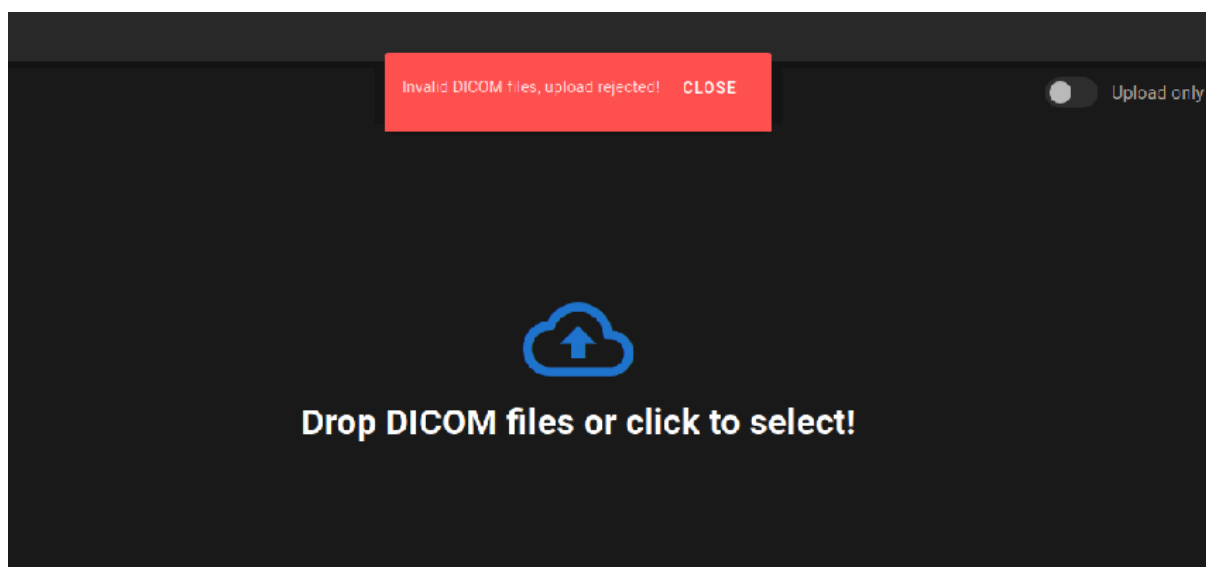 Invalid DICOM files, upload rejected! CLOSE
Upload only
Drop DICOM files or click to select!